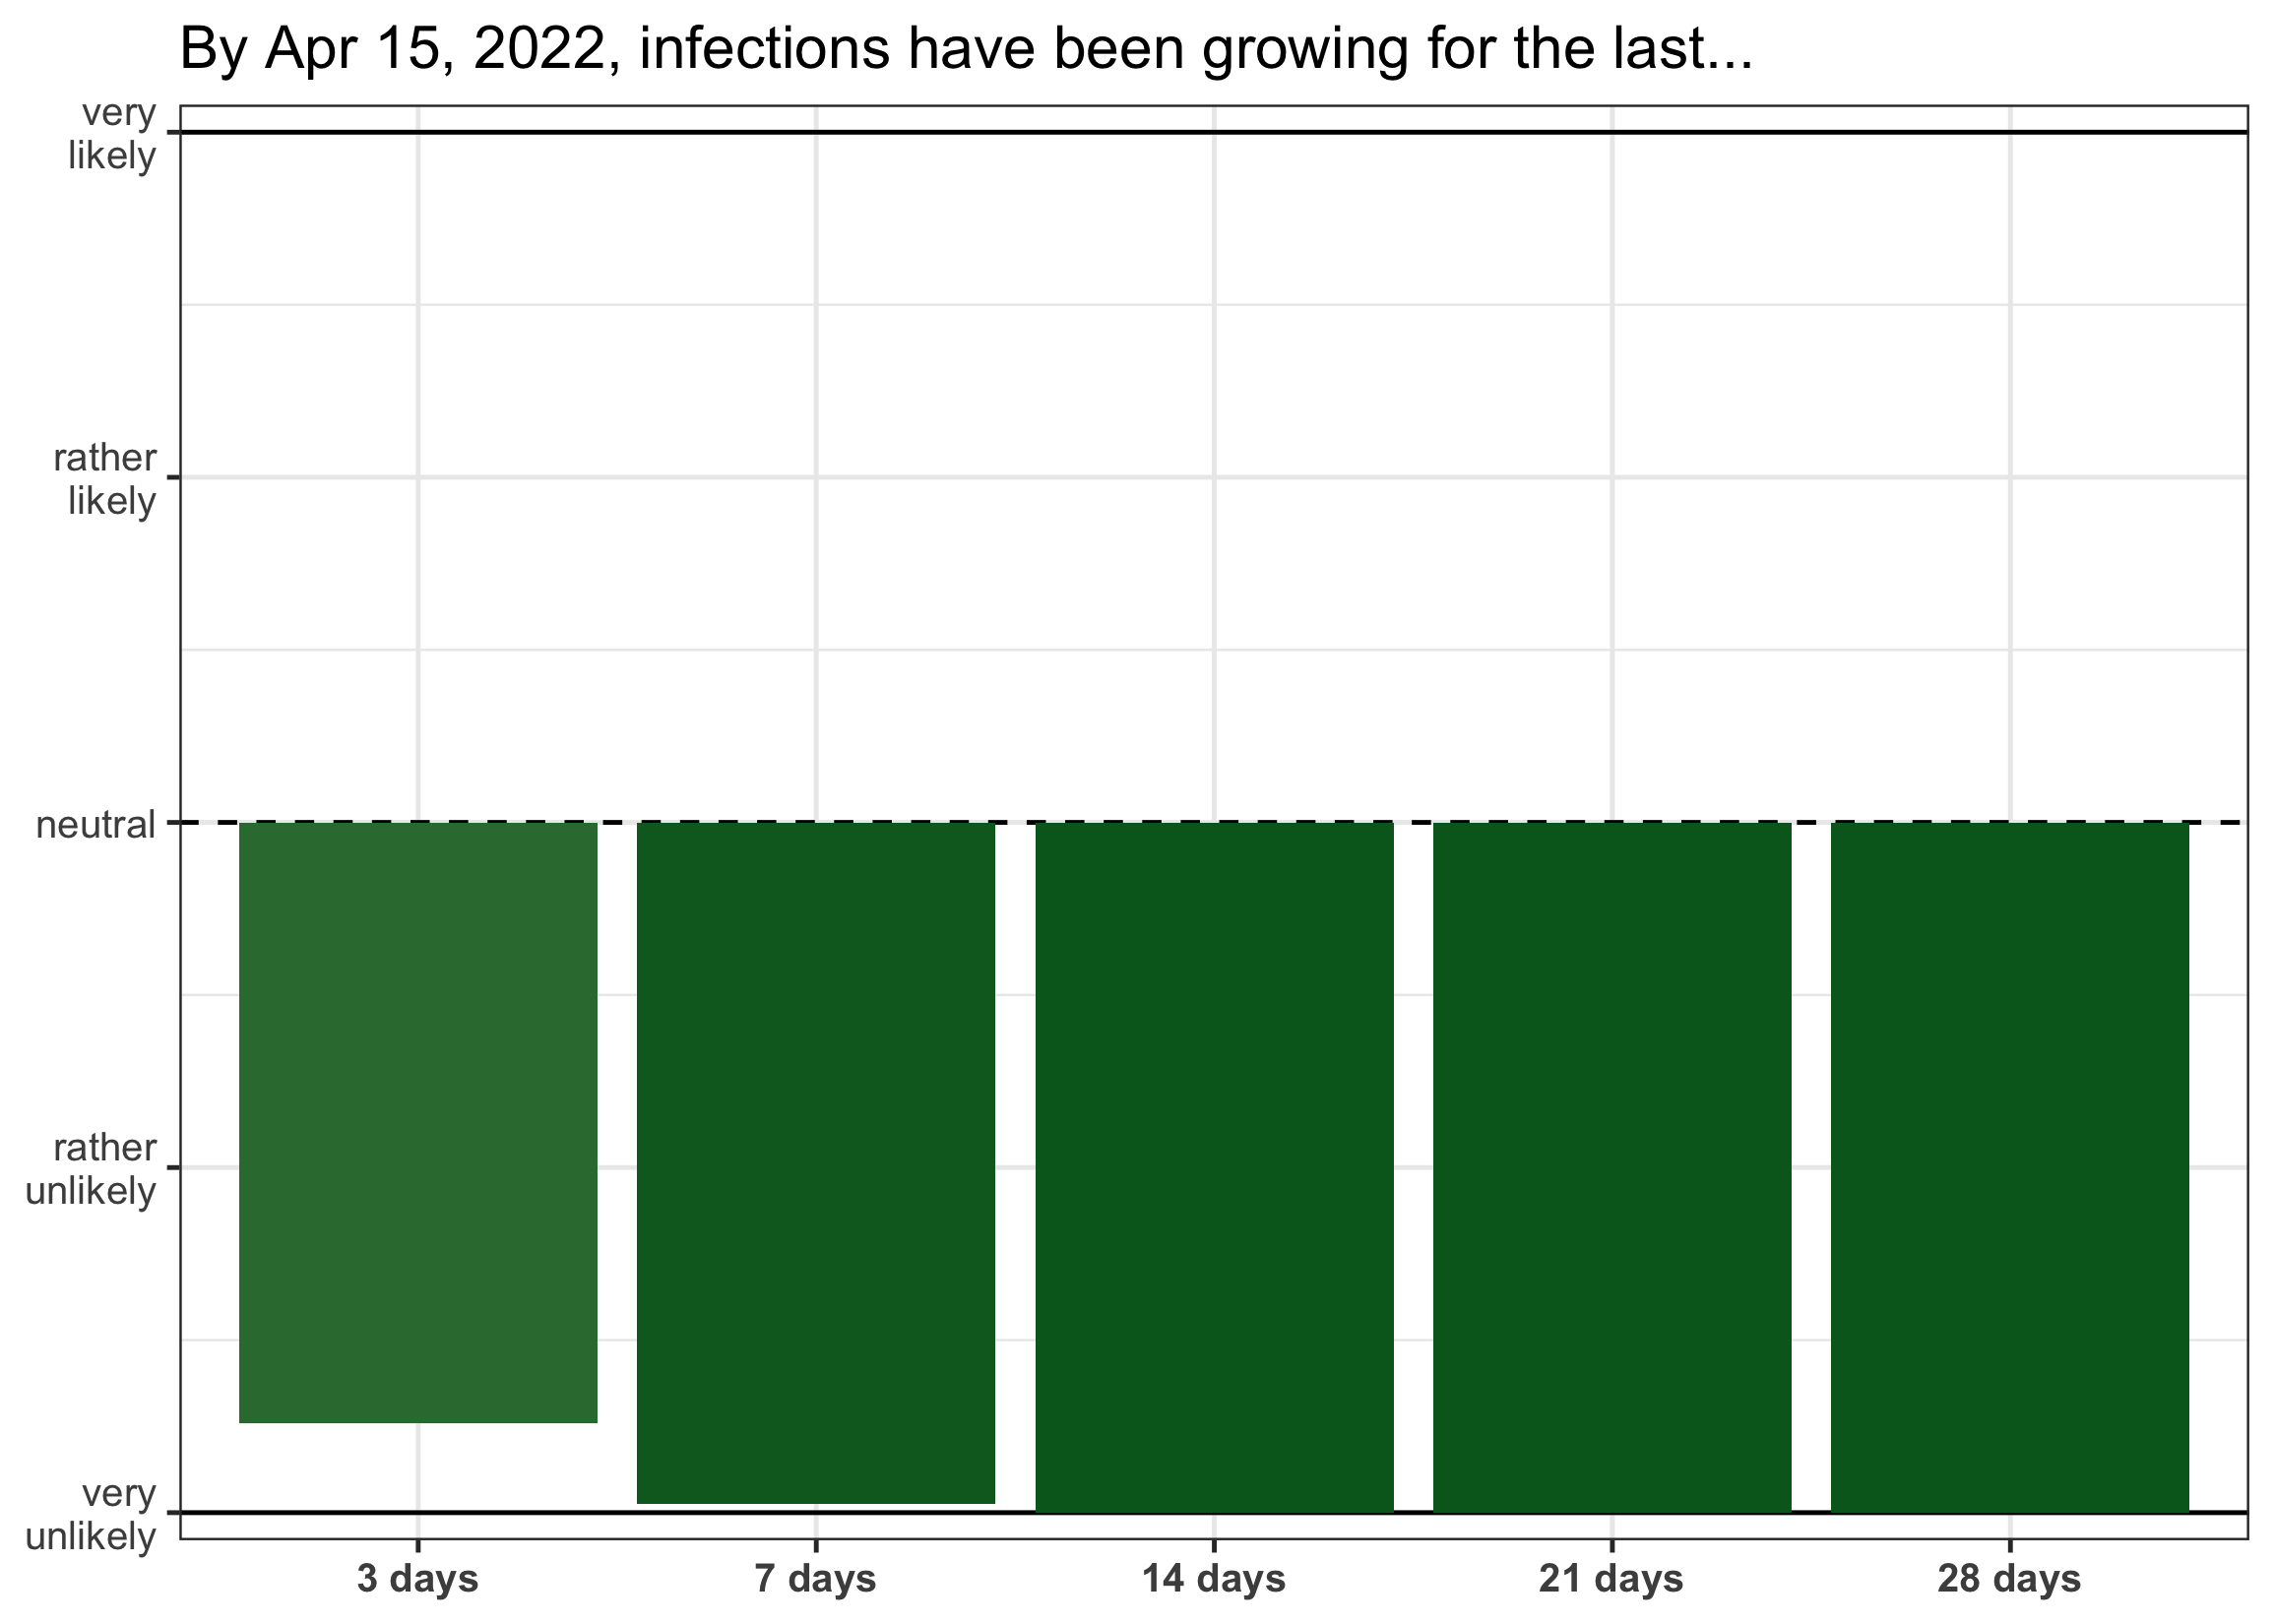 By Apr 15, 2022, infections have been growing for the last...
very
likely
rather
likely
neutral
rather
unlikely
very
unlikely
3 days
7 days
14 days
21 days
28 days